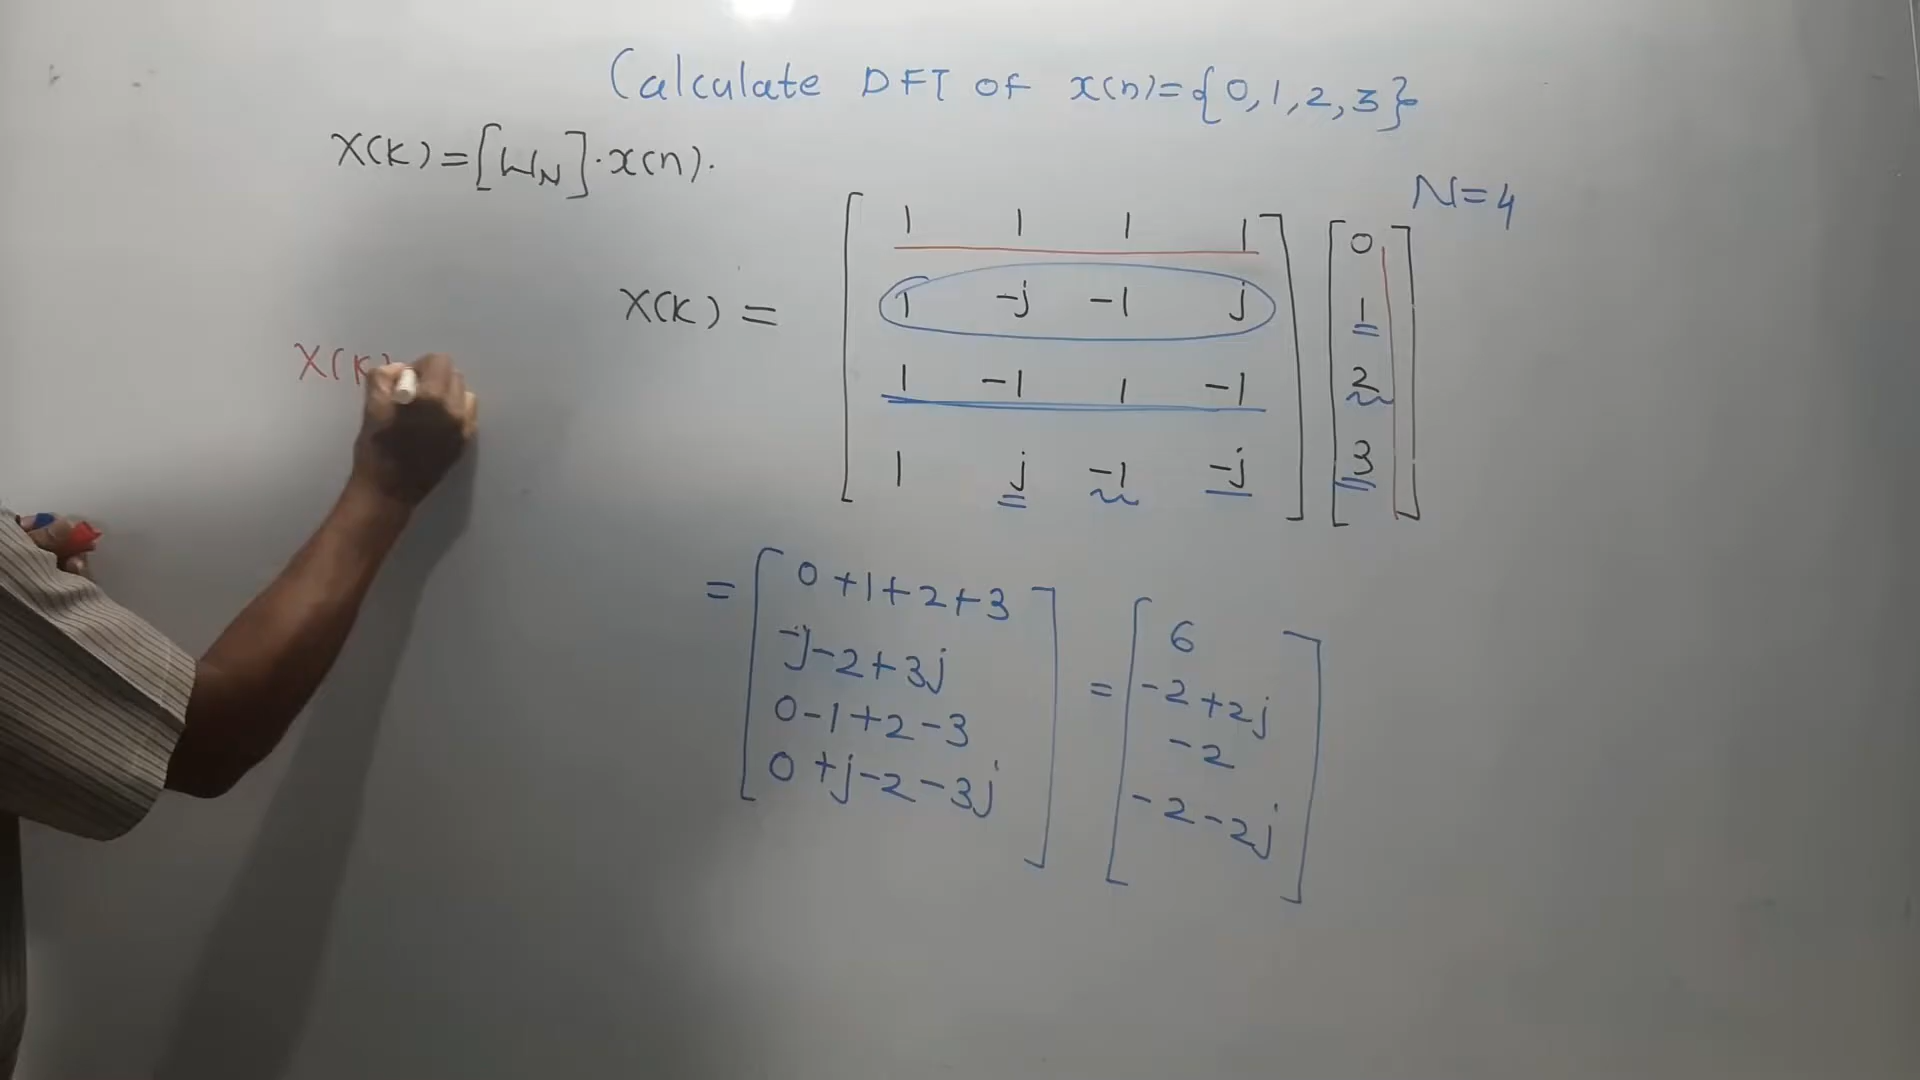 Calculate DFT of x(n)={0,1,2,3}
X(K)=[WN]·x(n).
N=4
X(K) = [1 1 1 1] [0]
1 -j -1 j 1
1 -1 1 -1 2
1 j -1 -j 3
X(K)
= [0+1+2+3] = [6]
-j-2+3j -2+2j
0-1+2-3 -2
0+j-2-3j -2-2j